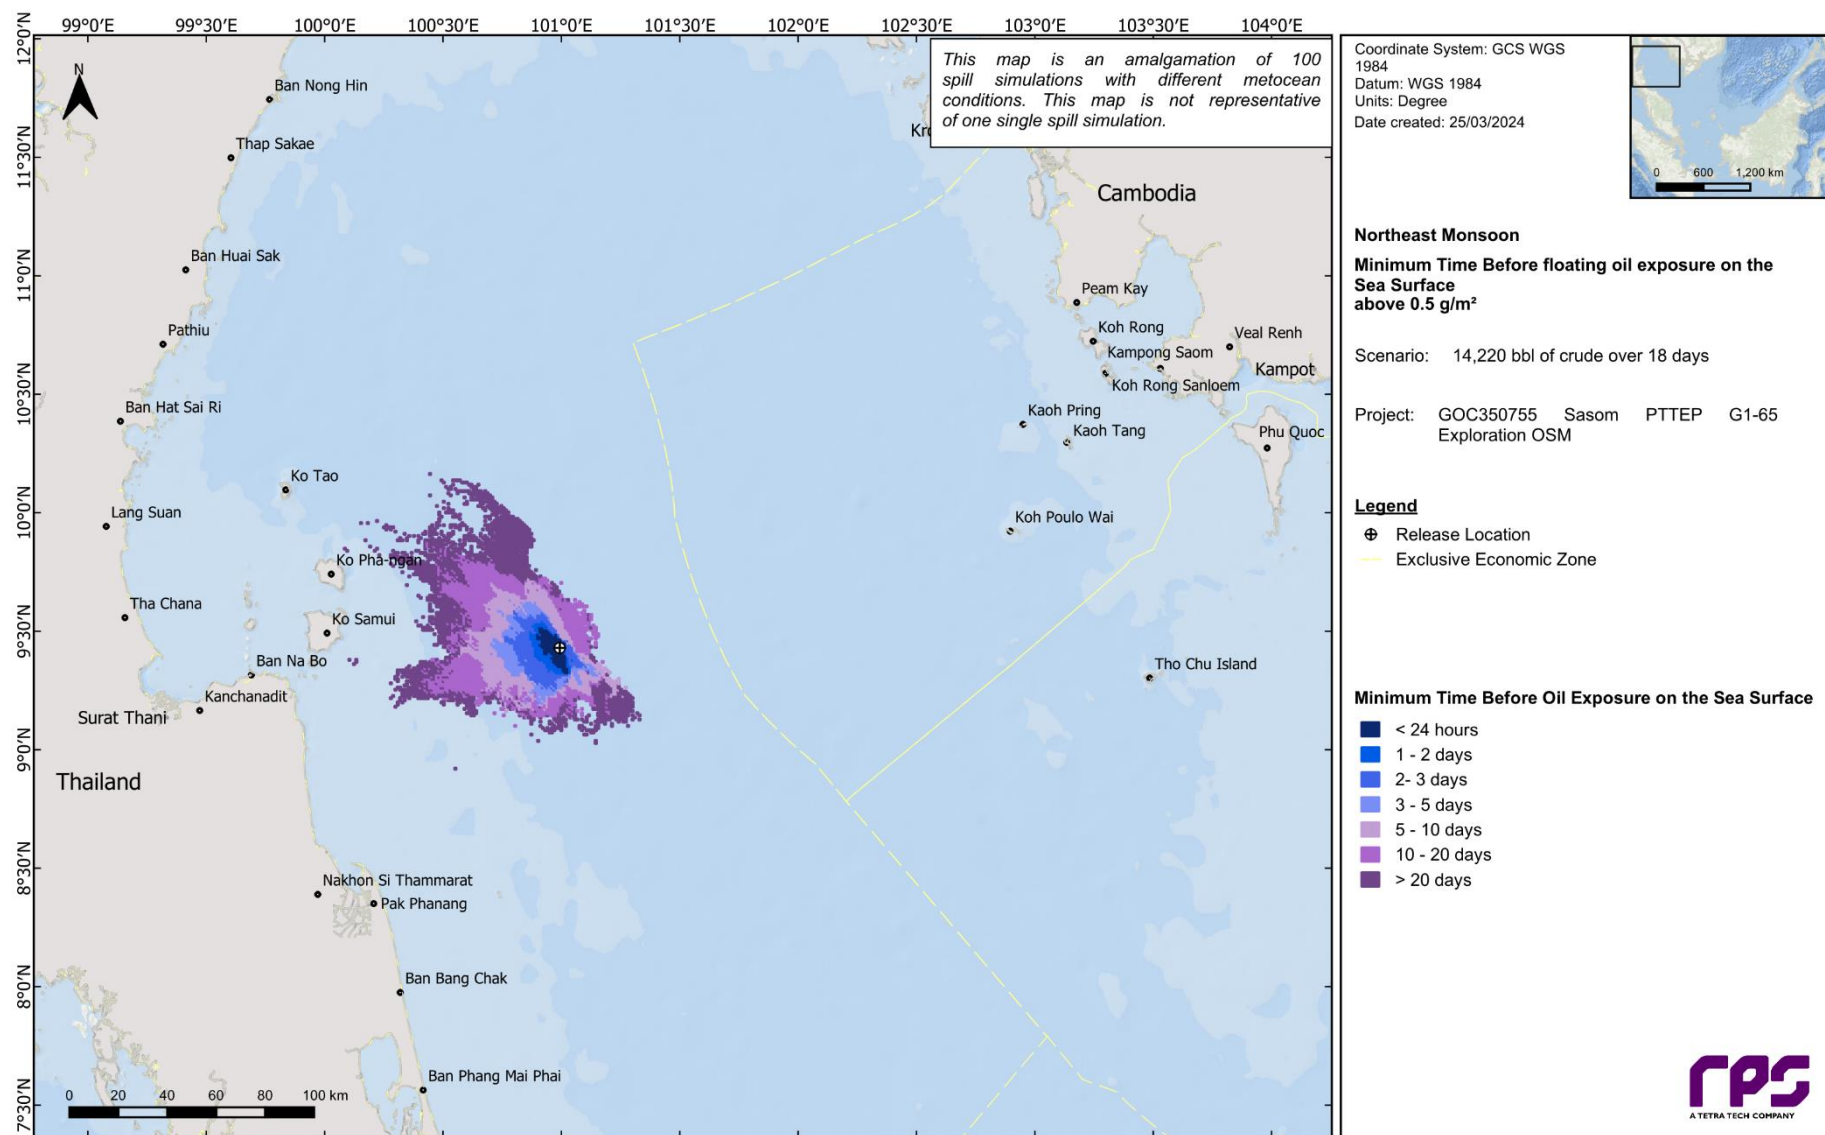 99°0'E 99°30'E 100°0'E 100°30'E 101°0'E 101°30'E 102°0'E 102°30'E 103°0'E 103°30'E 104°0'E
12°0'N
11°30'N
11°0'N
10°30'N
10°0'N
9°30'N
9°0'N
8°30'N
8°0'N
7°30'N
N
This map is an amalgamation of 100
spill simulations with different metocean
conditions. This map is not representative
of one single spill simulation.
Ban Nong Hin
Thap Sakae
Kro
Cambodia
Ban Huai Sak
Peam Kay
Pathiu
Koh Rong
Veal Renh
Kampong Saom
Kampot
Koh Rong Sanloem
Ban Hat Sai Ri
Kaoh Pring
Kaoh Tang
Phu Quoc
Ko Tao
Lang Suan
Koh Poulo Wai
Ko Pha-ngan
Tha Chana
Ko Samui
Ban Na Bo
Tho Chu Island
Kanchanadit
Surat Thani
Thailand
Nakhon Si Thammarat
Pak Phanang
Ban Bang Chak
Ban Phang Mai Phai
0 20 40 60 80 100 km
Coordinate System: GCS WGS
1984
Datum: WGS 1984
Units: Degree
Date created: 25/03/2024
0 600 1,200 km
Northeast Monsoon
Minimum Time Before floating oil exposure on the
Sea Surface
above 0.5 g/m²
Scenario: 14,220 bbl of crude over 18 days
Project: GOC350755 Sasom PTTEP G1-65
Exploration OSM
Legend
Release Location
Exclusive Economic Zone
Minimum Time Before Oil Exposure on the Sea Surface
< 24 hours
1 - 2 days
2- 3 days
3 - 5 days
5 - 10 days
10 - 20 days
> 20 days
rps
A TETRA TECH COMPANY